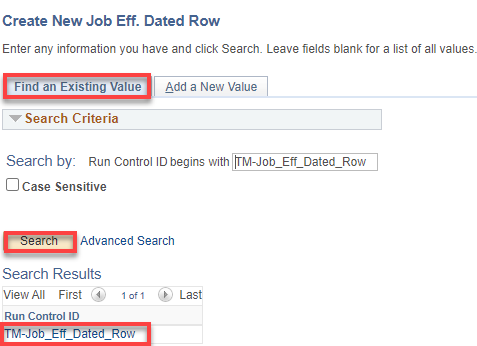 Create New Job Eff. Dated Row
Enter any information you have and click Search. Leave fields blank for a list of all values.
Find an Existing Value Add a New Value
Search Criteria
Search by: Run Control ID begins with TM-Job_Eff_Dated_Row
Case Sensitive
Search Advanced Search
Search Results
View All First 1 of 1 Last
Run Control ID
TM-Job_Eff_Dated_Row